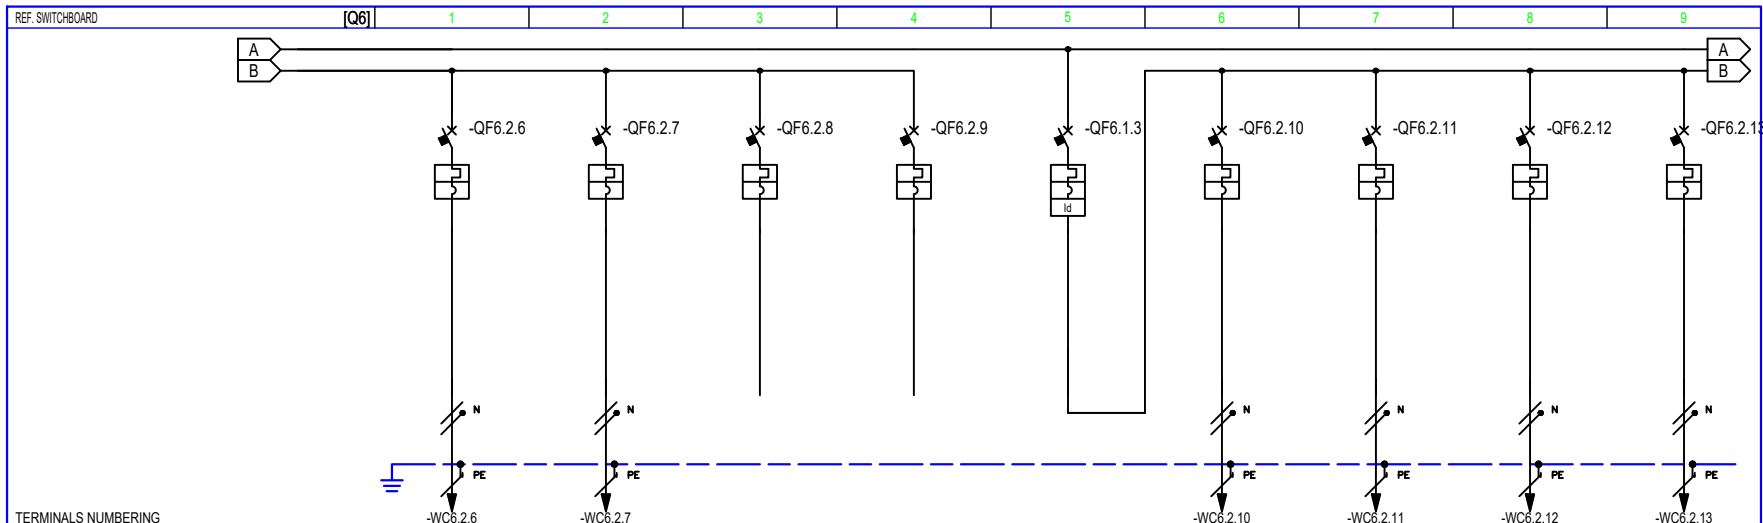 REF. SWITCHBOARD [Q6] 1 2 3 4 5 6 7 8 9
A A
B B
-QF6.2.6 -QF6.2.7 -QF6.2.8 -QF6.2.9 -QF6.1.3 -QF6.2.10 -QF6.2.11 -QF6.2.12 -QF6.2.13
Id
N N N N N N
PE PE PE PE PE PE
TERMINALS NUMBERING -WC6.2.6 -WC6.2.7 -WC6.2.10 -WC6.2.11 -WC6.2.12 -WC6.2.13